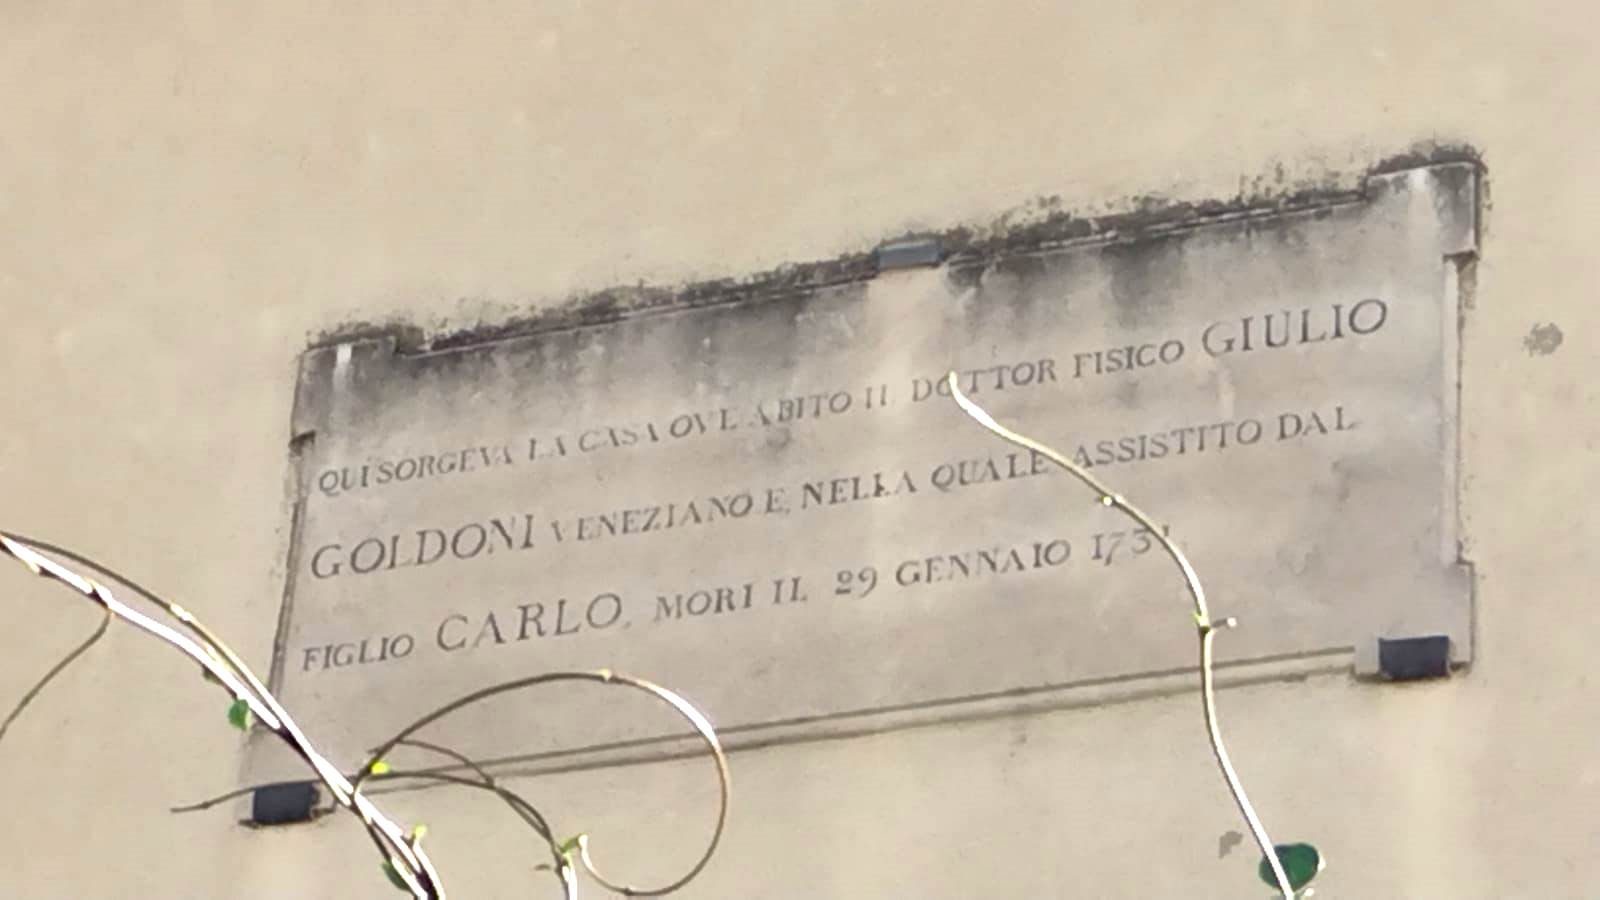 QUI SORGEVA LA CASA OVE ABITO IL DOTTOR FISICO GIULIO
GOLDONI VENEZIANO E, NELLA QUALE ASSISTITO DAL
FIGLIO CARLO, MORI IL 29 GENNAIO 1731